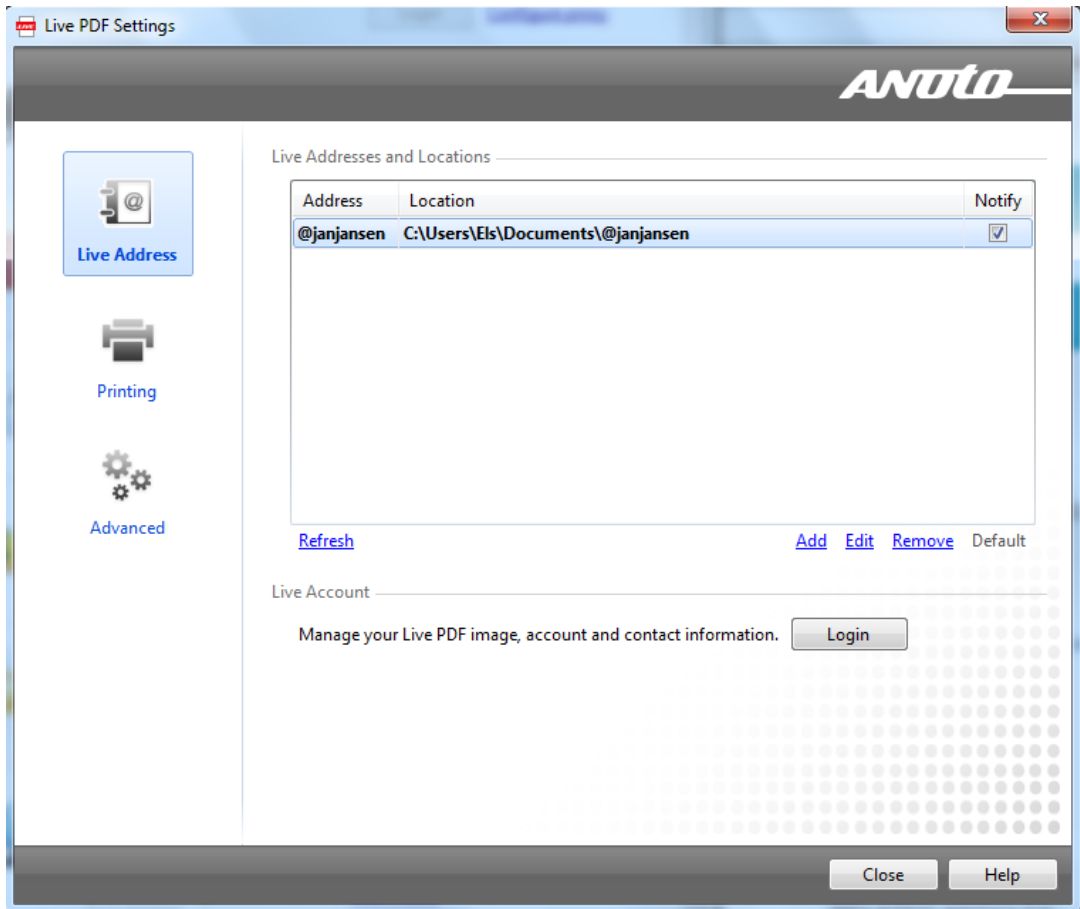 Live PDF Settings
ANOTO
Live Addresses and Locations
Address Location Notify
@janjansen C:\Users\Els\Documents\@janjansen
Live Address
Printing
Advanced
Refresh Add Edit Remove Default
Live Account
Manage your Live PDF image, account and contact information. Login
Close Help